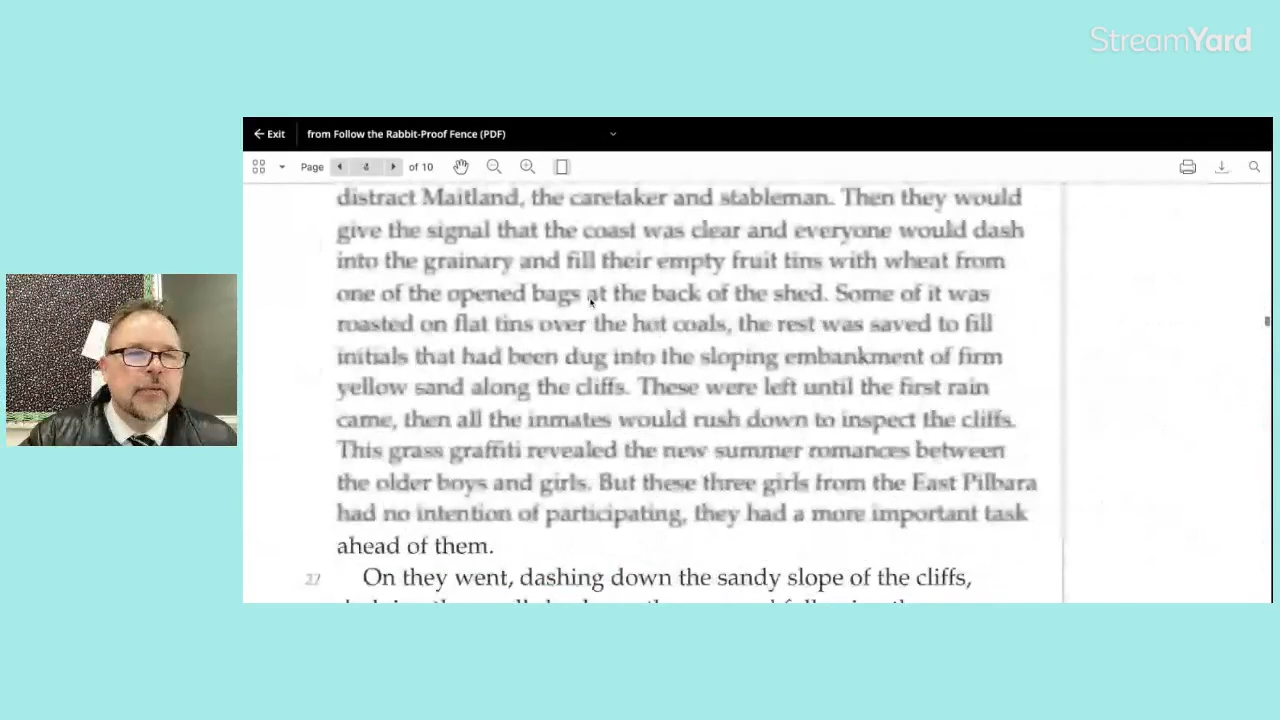 StreamYard
Exit from Follow the Rabbit-Proof Fence (PDF)
Page 4 of 10
distract Maitland, the caretaker and stableman. Then they would
give the signal that the coast was clear and everyone would dash
into the grainary and fill their empty fruit tins with wheat from
one of the opened bags at the back of the shed. Some of it was
roasted on flat tins over the hot coals, the rest was saved to fill
initials that had been dug into the sloping embankment of firm
yellow sand along the cliffs. These were left until the first rain
came, then all the inmates would rush down to inspect the cliffs.
This grass graffiti revealed the new summer romances between
the older boys and girls. But these three girls from the East Pilbara
had no intention of participating, they had a more important task
ahead of them.
27 On they went, dashing down the sandy slope of the cliffs,